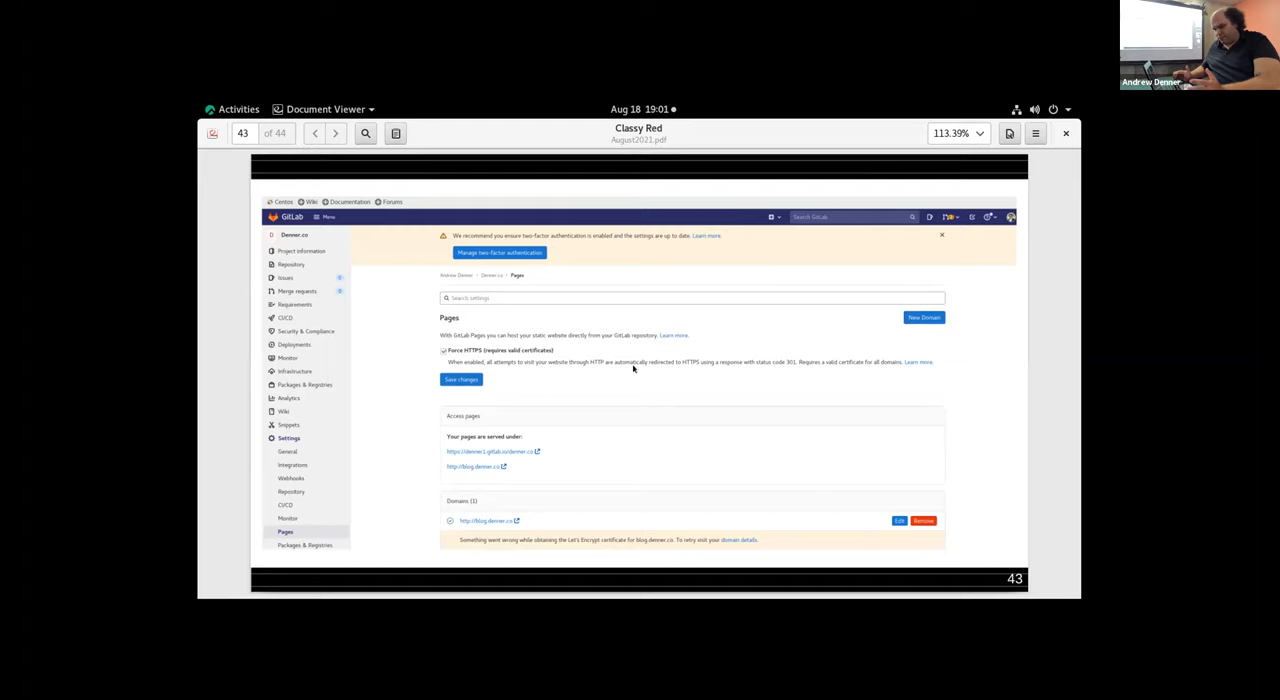 Andrew Denner
Activities Document Viewer Aug 18 19:01
43 of 44 Classy Red 113.39%
August2021.pdf
Centos Wiki Documentation Forums
GitLab Menu Search GitLab
Denner.co
We recommend you ensure two-factor authentication is enabled and the settings are up to date. Learn more.
Manage two-factor authentication
Project information
Repository
Issues 0
Merge requests 0
Requirements
CI/CD
Security & Compliance
Deployments
Monitor
Infrastructure
Packages & Registries
Analytics
Wiki
Snippets
Settings
General
Integrations
Webhooks
Repository
CI/CD
Monitor
Pages
Packages & Registries
Andrew Denner Denner.co Pages
Search settings
Pages
New Domain
With GitLab Pages you can host your static website directly from your GitLab repository. Learn more.
Force HTTPS (requires valid certificates)
When enabled, all attempts to visit your website through HTTP are automatically redirected to HTTPS using a response with status code 301. Requires a valid certificate for all domains. Learn more.
Save changes
Access pages
Your pages are served under:
https://denner1.gitlab.io/denner.co
http://blog.denner.co
Domains (1)
http://blog.denner.co Edit Remove
Something went wrong while obtaining the Let's Encrypt certificate for blog.denner.co. To retry visit your domain details.
43